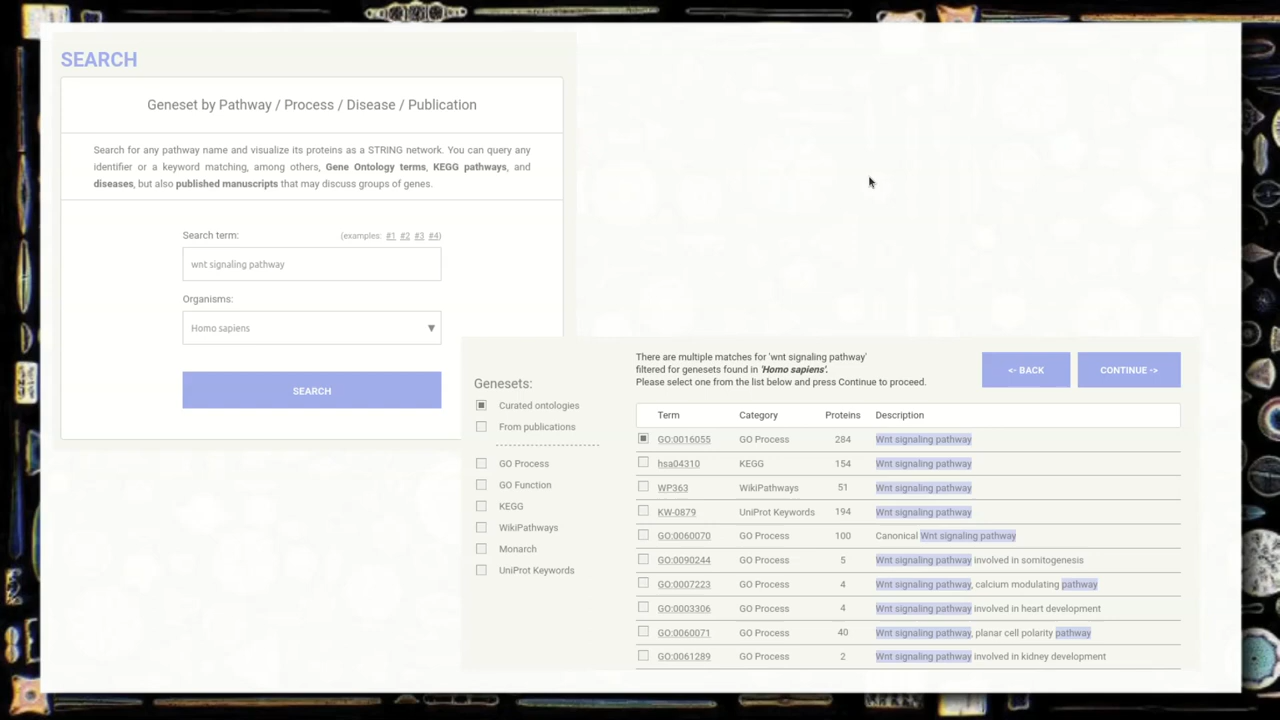 SEARCH
Geneset by Pathway / Process / Disease / Publication
Search for any pathway name and visualize its proteins as a STRING network. You can query any
identifier or a keyword matching, among others, Gene Ontology terms, KEGG pathways, and
diseases, but also published manuscripts that may discuss groups of genes.
Search term: (examples: #1 #2 #3 #4)
wnt signaling pathway
Organisms:
Homo sapiens
SEARCH
There are multiple matches for 'wnt signaling pathway'
filtered for genesets found in 'Homo sapiens'.
Please select one from the list below and press Continue to proceed.
<- BACK
CONTINUE ->
Genesets:
Curated ontologies
From publications
GO Process
GO Function
KEGG
WikiPathways
Monarch
UniProt Keywords
Term Category Proteins Description
GO:0016055 GO Process 284 Wnt signaling pathway
hsa04310 KEGG 154 Wnt signaling pathway
WP363 WikiPathways 51 Wnt signaling pathway
KW-0879 UniProt Keywords 194 Wnt signaling pathway
GO:0060070 GO Process 100 Canonical Wnt signaling pathway
GO:0090244 GO Process 5 Wnt signaling pathway involved in somitogenesis
GO:0007223 GO Process 4 Wnt signaling pathway, calcium modulating pathway
GO:0003306 GO Process 4 Wnt signaling pathway involved in heart development
GO:0060071 GO Process 40 Wnt signaling pathway, planar cell polarity pathway
GO:0061289 GO Process 2 Wnt signaling pathway involved in kidney development